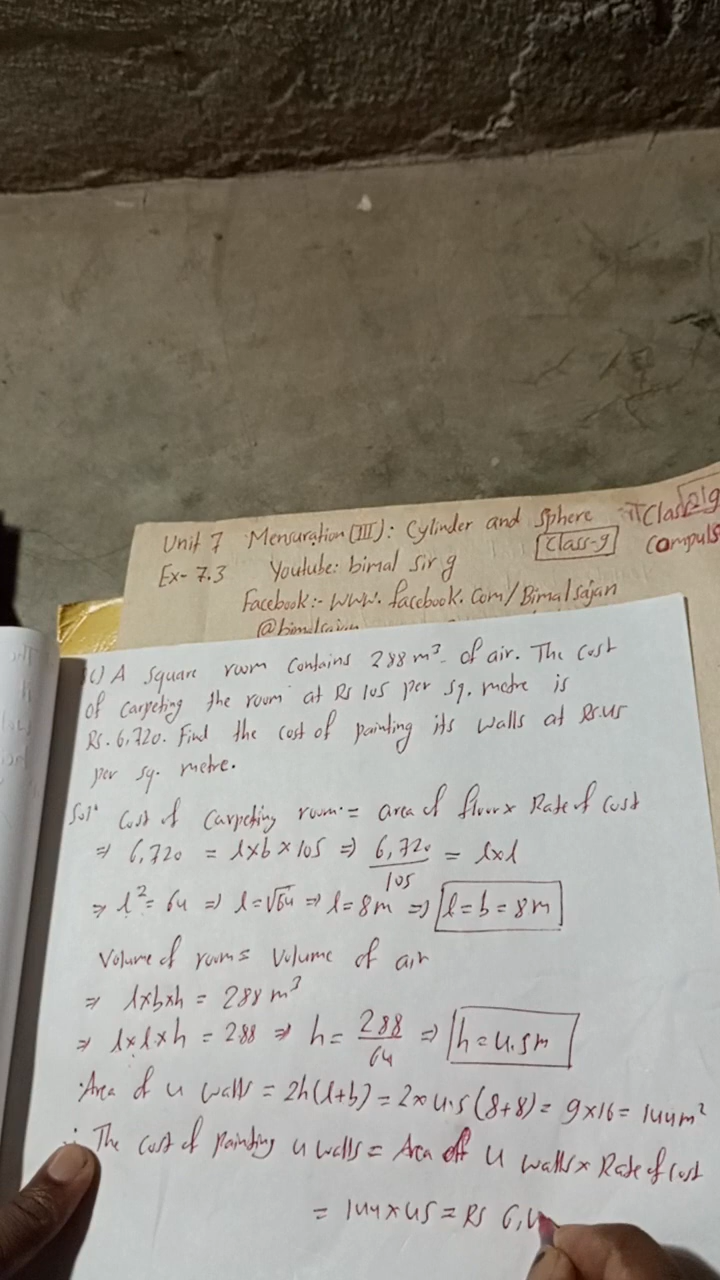 Unit 7 Mensuration (III): Cylinder and Sphere
Class-9 Compuls
Ex- 7.3 Youtube: bimal sir g
Facebook:- WWW. facebook. Com/Bimalsajan
c) A square room contains 288 m³ of air. The cost
of carpeting the room at Rs 105 per sq. metre is
Rs. 6,720. Find the cost of painting its walls at Rs.45
per sq. metre.
Solⁿ Cost of Carpeting room = area of floor x Rate of cost
⇒ 6,720 = l×b×105 ⇒ 6,720/105 = l×l
⇒ l² = 64 ⇒ l=√64 ⇒ l=8m ⇒ l=b=8m
Volume of room = Volume of air
⇒ l×b×h = 288 m³
⇒ l×l×h = 288 ⇒ h= 288/64 ⇒ h=4.5m
Area of 4 walls = 2h(l+b) = 2×4.5(8+8) = 9×16 = 144m²
∴ The cost of Painting 4 walls = Area of 4 walls x Rate of cost
= 144×45 = RS 6,4